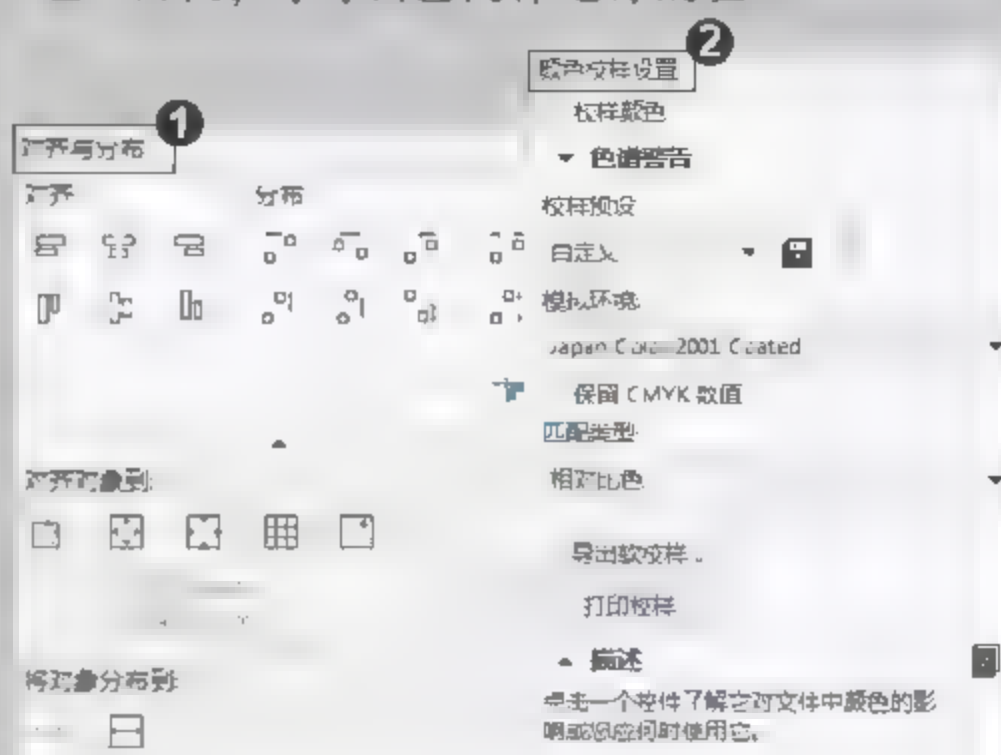 1
对齐与分布
对齐
分布
对齐对象到:
将对象分布到:
2
颜色校样设置
校样颜色
色谱警告
校样预设
自定义
模拟环境:
Japan Color 2001 Coated
保留 CMYK 数值
匹配类型:
相对比色
导出软校样...
打印校样
描述
点击一个控件了解它对文件中颜色的影
响或您应何时使用它。